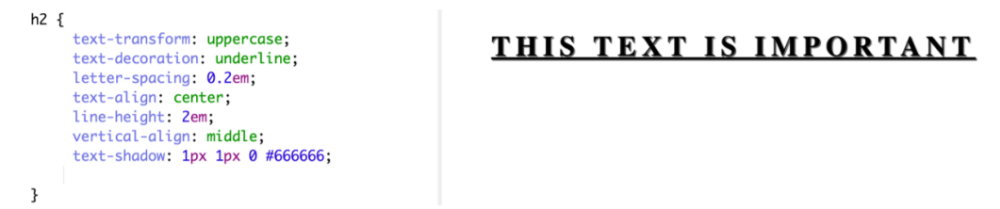 h2 {
text-transform: uppercase;
text-decoration: underline;
letter-spacing: 0.2em;
text-align: center;
line-height: 2em;
vertical-align: middle;
text-shadow: 1px 1px 0 #666666;
}
THIS TEXT IS IMPORTANT